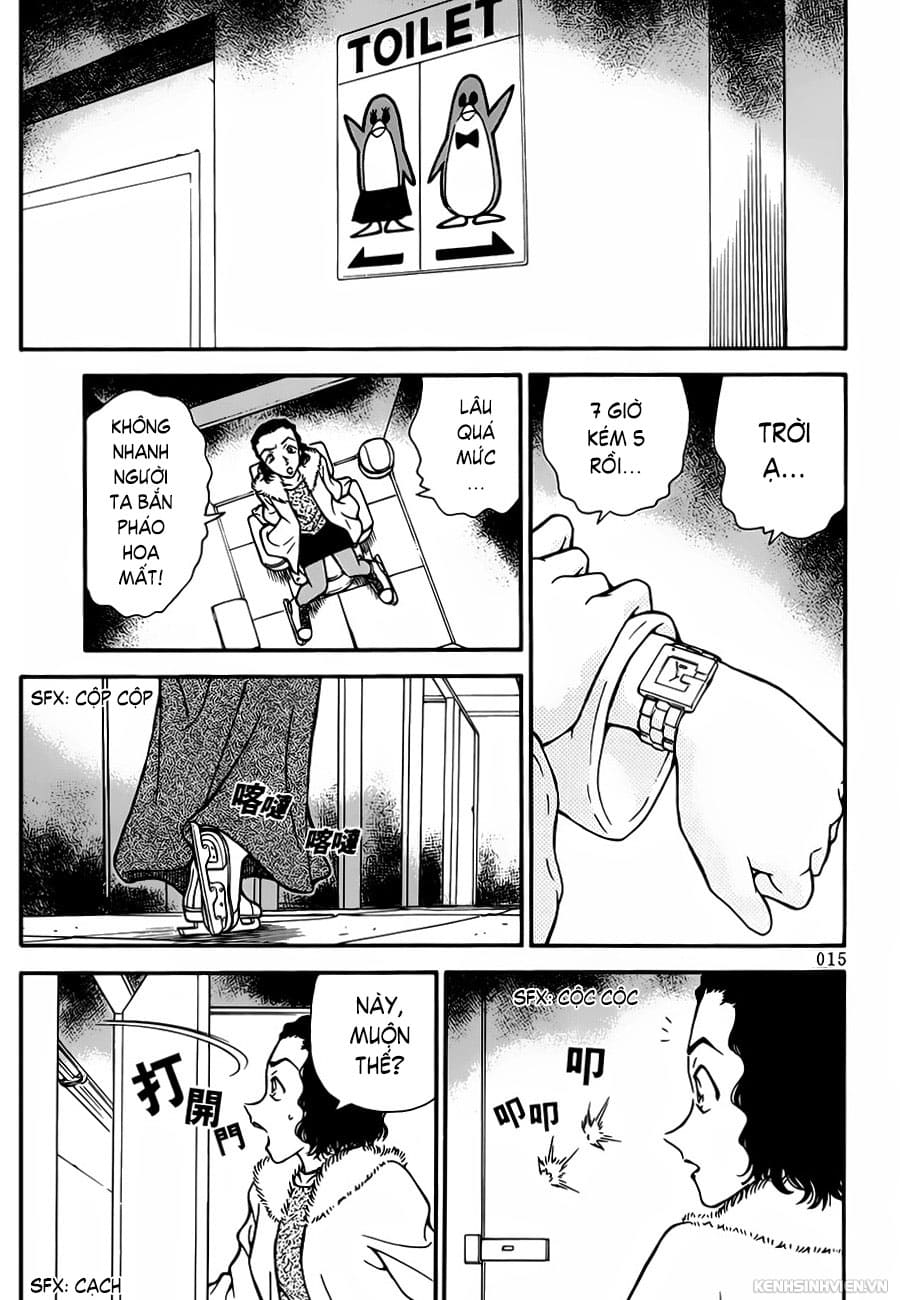 TOILET
TRỜI
Ạ...
7 GIỜ
KÉM 5
RỒI...
LÂU
QUÁ
MỨC
...
KHÔNG
NHANH
NGƯỜI
TA BẮN
PHÁO
HOA
MẤT!
SFX: CỘP CỘP
喀噠
喀噠
015
SFX: CỘC CÔC
叩
叩叩
NÀY,
MUỘN
THẾ?
打開門
SFX: CẠCH
KENHSINHVIEN.VN